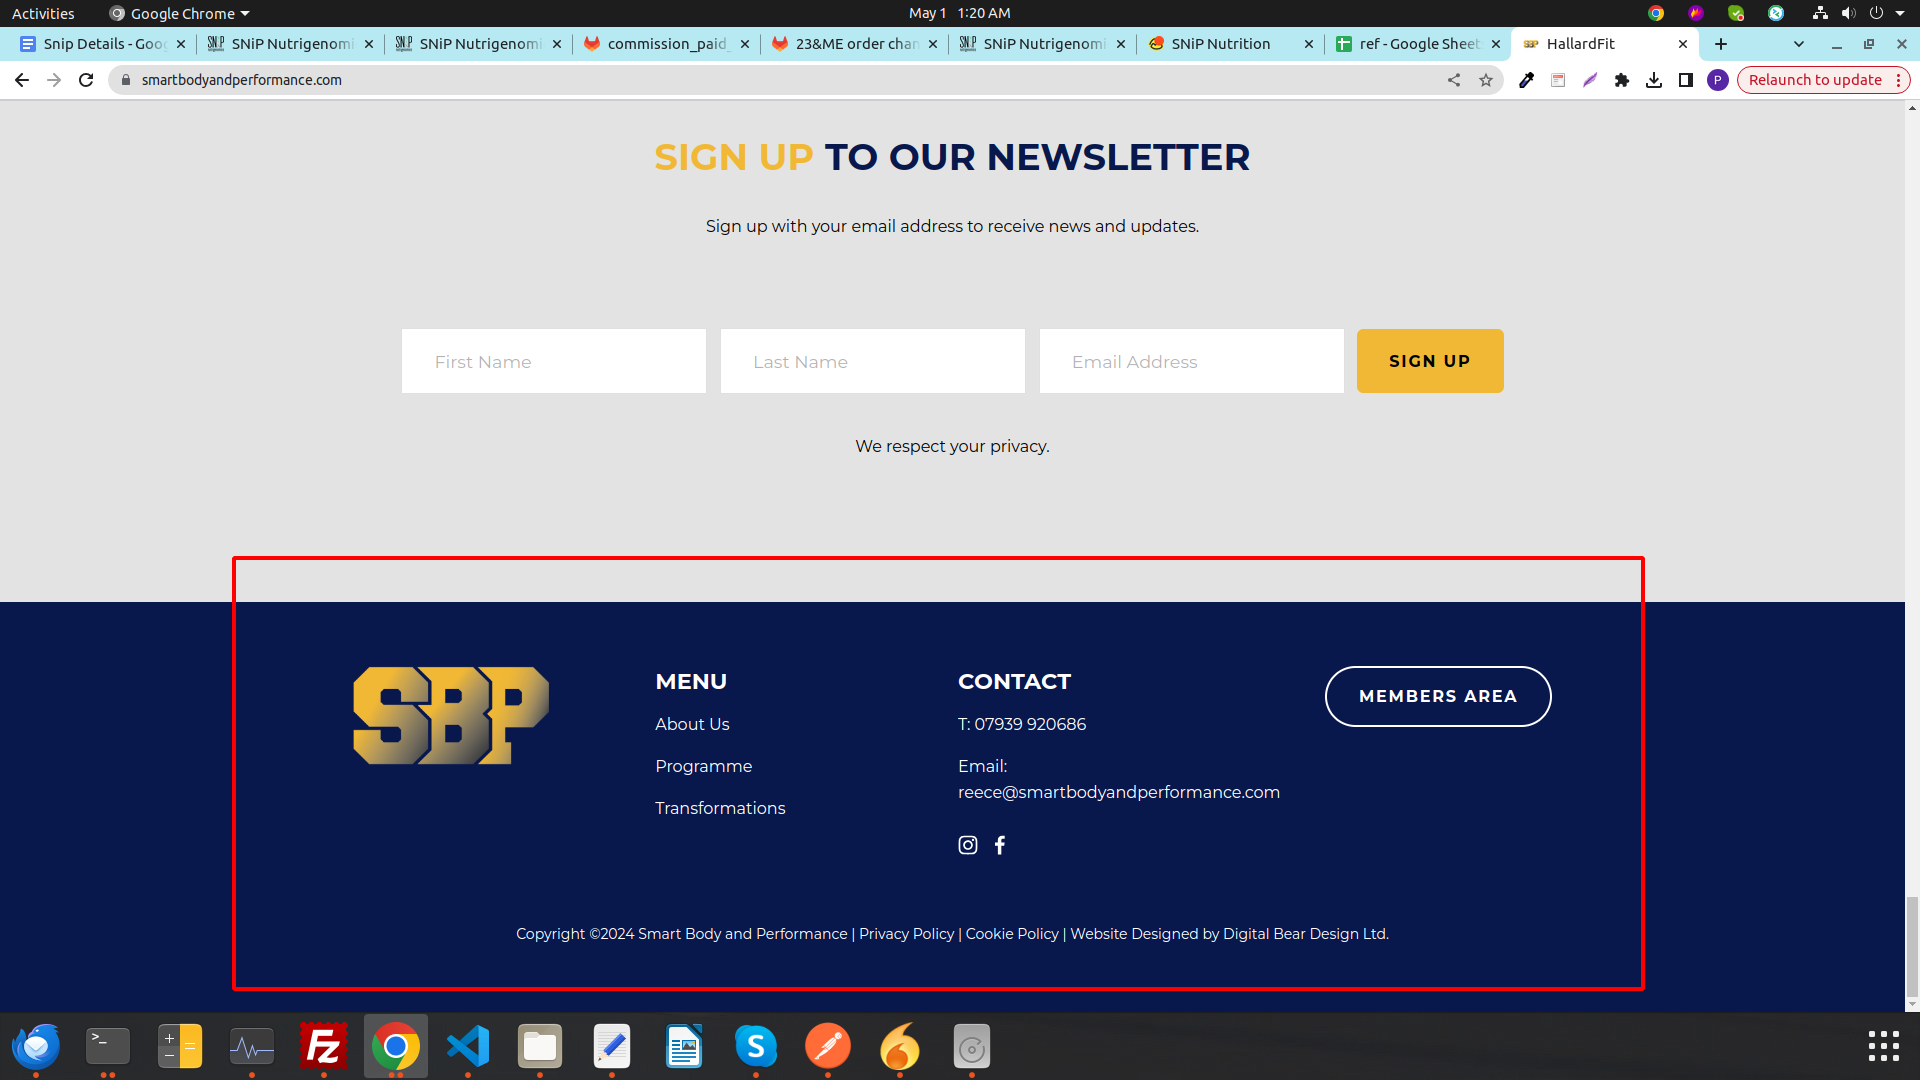 Activities
Google Chrome
May 1 1:20 AM
Snip Details - Goo
SNiP Nutrigenomi
SNiP Nutrigenomi
commission_paid_
23&ME order chan
SNiP Nutrigenomi
SNiP Nutrition
ref - Google Sheet
HallardFit
smartbodyandperformance.com
P
Relaunch to update
SIGN UP TO OUR NEWSLETTER
Sign up with your email address to receive news and updates.
First Name
Last Name
Email Address
SIGN UP
We respect your privacy.
SBP
MENU
About Us
Programme
Transformations
CONTACT
T: 07939 920686
Email:
reece@smartbodyandperformance.com
MEMBERS AREA
Copyright ©2024 Smart Body and Performance | Privacy Policy | Cookie Policy | Website Designed by Digital Bear Design Ltd.